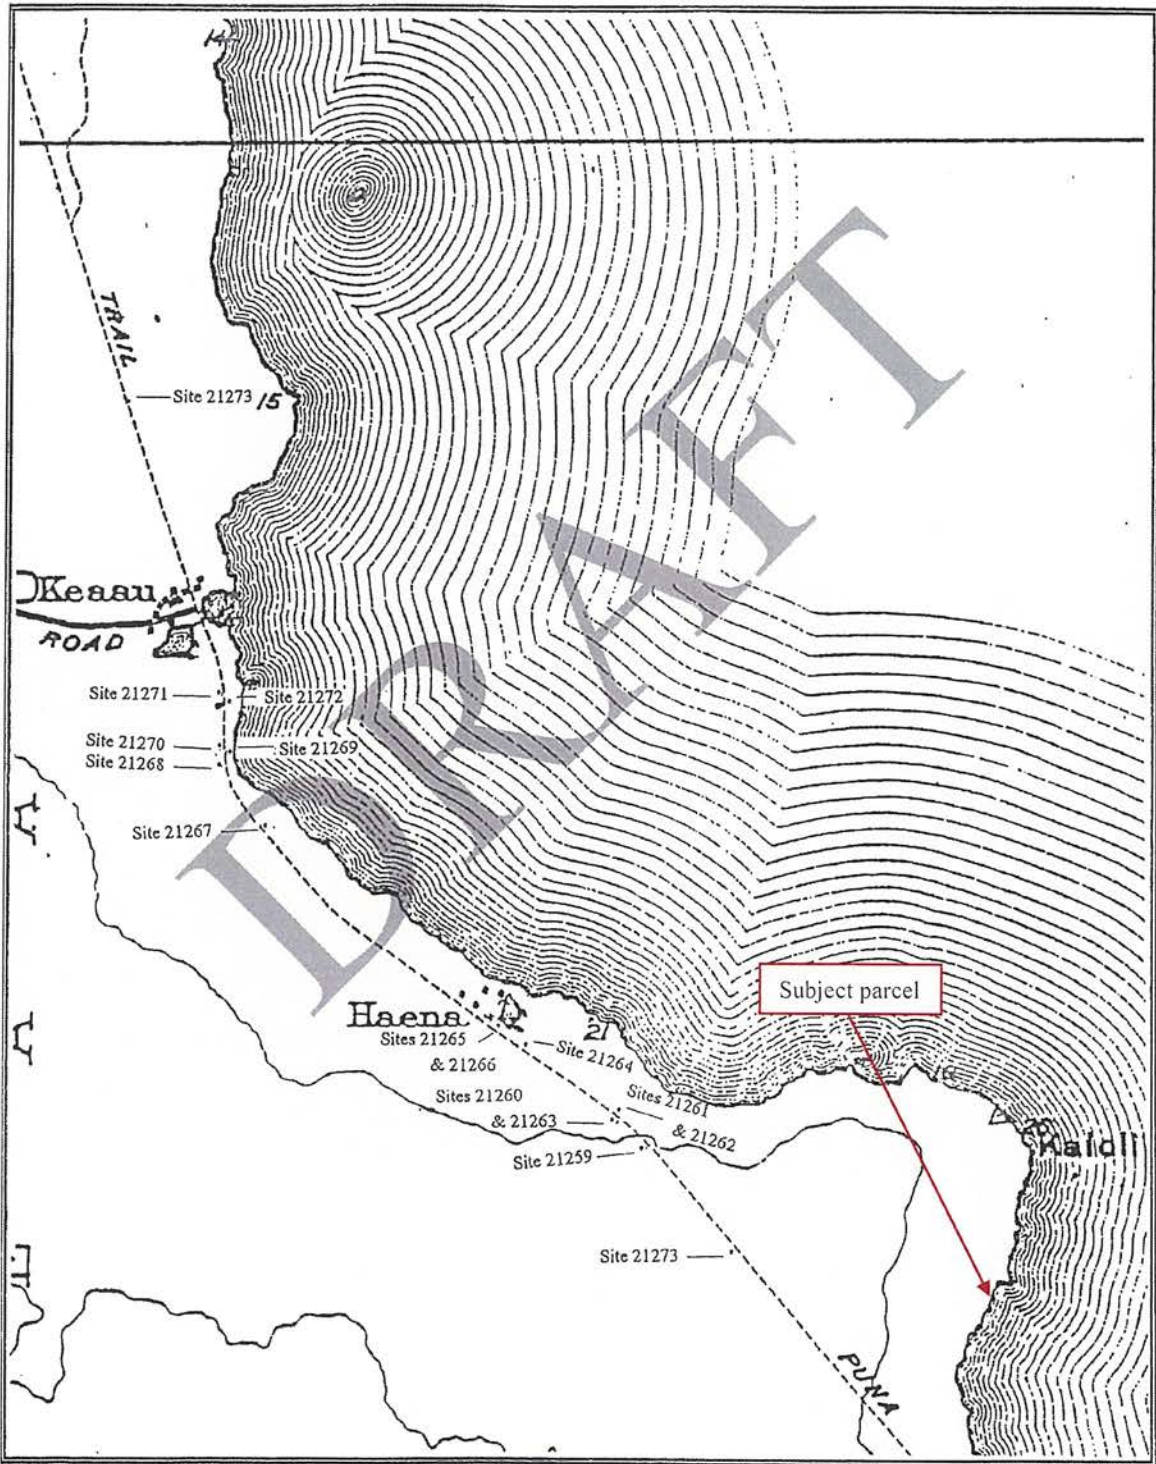 14
TRAIL
Site 21273
15
Keaau
ROAD
Site 21271
Site 21272
Site 21270
Site 21269
Site 21268
Site 21267
DRAFT
Subject parcel
Haena
21
Sites 21265
& 21266
Site 21264
Sites 21260
& 21263
Sites 21261
& 21262
Site 21259
Kaloli
Site 21273
PUNA